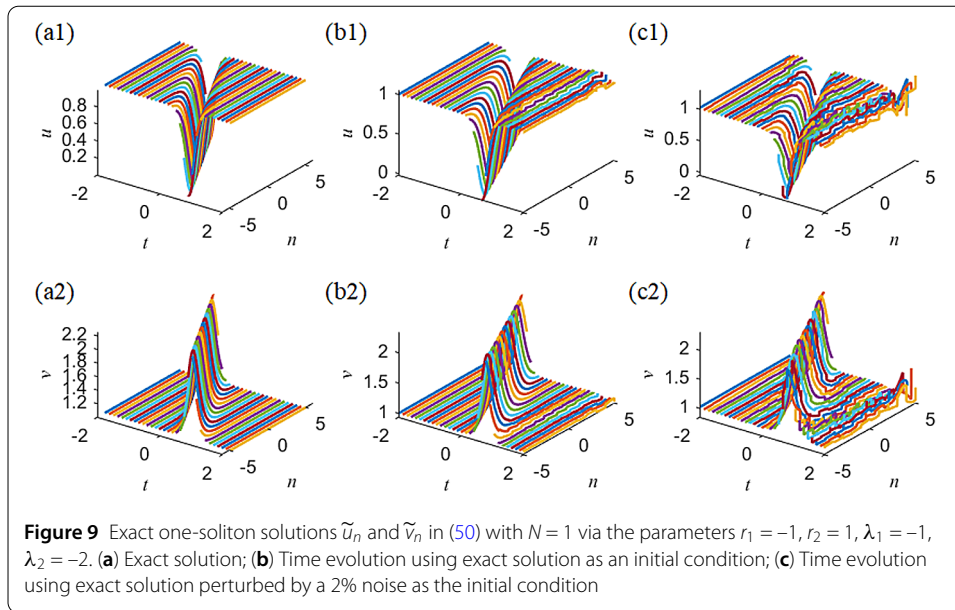 (a1)
(b1)
(c1)
u
0.8
0.6
0.4
0.2
-2
0
2
t
-5
0
5
n
u
1
0.5
0
-2
0
2
t
-5
0
5
n
u
1
0.5
0
-2
0
2
t
-5
0
5
n
(a2)
(b2)
(c2)
v
2.2
2
1.8
1.6
1.4
1.2
-2
0
2
t
-5
0
5
n
v
2
1.5
1
-2
0
2
t
-5
0
5
n
v
2
1.5
1
-2
0
2
t
-5
0
5
n
Figure 9 Exact one-soliton solutions ũₙ and ṽₙ in (50) with N = 1 via the parameters r₁ = –1, r₂ = 1, λ₁ = –1,
λ₂ = –2. (a) Exact solution; (b) Time evolution using exact solution as an initial condition; (c) Time evolution
using exact solution perturbed by a 2% noise as the initial condition